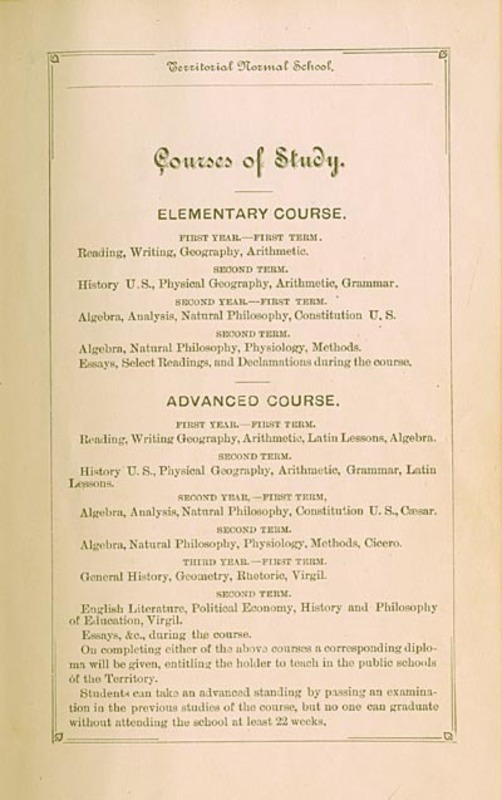 Territorial Normal School.
Courses of Study.
ELEMENTARY COURSE.
FIRST YEAR.—FIRST TERM.
Reading, Writing, Geography, Arithmetic.
SECOND TERM.
History U.S., Physical Geography, Arithmetic, Grammar.
SECOND YEAR.—FIRST TERM.
Algebra, Analysis, Natural Philosophy, Constitution U. S.
SECOND TERM.
Algebra, Natural Philosophy, Physiology, Methods.
Essays, Select Readings, and Declamations during the course.
ADVANCED COURSE.
FIRST YEAR.—FIRST TERM.
Reading, Writing Geography, Arithmetic, Latin Lessons, Algebra.
SECOND TERM.
History U. S., Physical Geography, Arithmetic, Grammar, Latin
Lessons.
SECOND YEAR,—FIRST TERM,
Algebra, Analysis, Natural Philosophy, Constitution U. S., Cæsar.
SECOND TERM.
Algebra, Natural Philosophy, Physiology, Methods, Cicero.
THIRD YEAR.—FIRST TERM.
General History, Geometry, Rhetoric, Virgil.
SECOND TERM.
English Literature, Political Economy, History and Philosophy
of Education, Virgil.
Essays, &c., during the course.
On completing either of the above courses a corresponding diplo-
ma will be given, entitling the holder to teach in the public schools
of the Territory.
Students can take an advanced standing by passing an examina-
tion in the previous studies of the course, but no one can graduate
without attending the school at least 22 weeks.